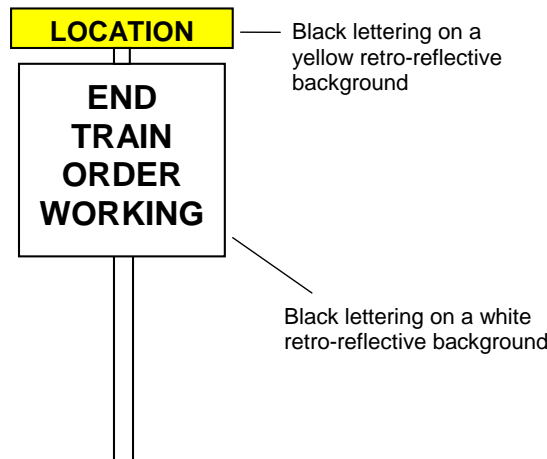 LOCATION
Black lettering on a
yellow retro-reflective
background
END
TRAIN
ORDER
WORKING
Black lettering on a white
retro-reflective background